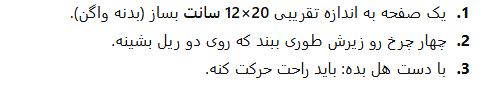 1. یک صفحه به اندازه تقریبی 20×12 سانت بساز (بدنه واگن).
2. چهار چرخ رو زیرش طوری ببند که روی دو ریل بشینه.
3. با دست هل بده: باید راحت حرکت کنه.